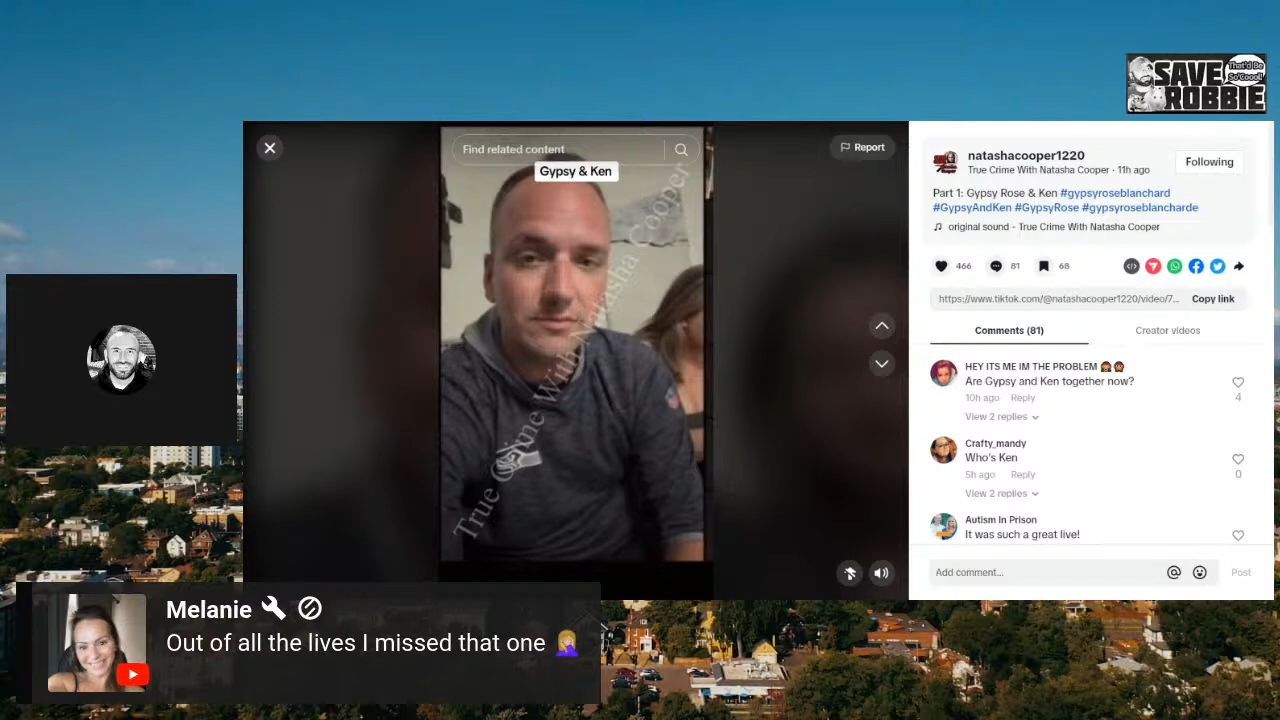 That'd Be
So Cool!
SAVE
ROBBIE
Find related content
Report
Gypsy & Ken
True Crime With Natasha Cooper
natashacooper1220
True Crime With Natasha Cooper · 11h ago
Following
Part 1: Gypsy Rose & Ken #gypsyroseblanchard
#GypsyAndKen #GypsyRose #gypsyroseblancharde
original sound - True Crime With Natasha Cooper
466
81
68
https://www.tiktok.com/@natashacooper1220/video/7...
Copy link
Comments (81)
Creator videos
HEY ITS ME IM THE PROBLEM
Are Gypsy and Ken together now?
10h ago Reply
4
View 2 replies
Crafty_mandy
Who's Ken
5h ago Reply
0
View 2 replies
Autism In Prison
It was such a great live!
Add comment...
Post
Melanie
Out of all the lives I missed that one 🤦🏼‍♀️